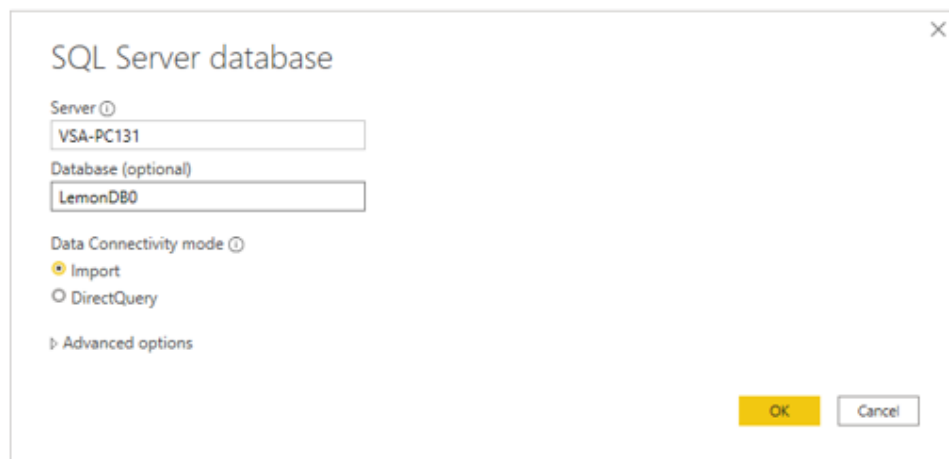 SQL Server database
Server
VSA-PC131
Database (optional)
LemonDB0
Data Connectivity mode
Import
DirectQuery
Advanced options
OK Cancel